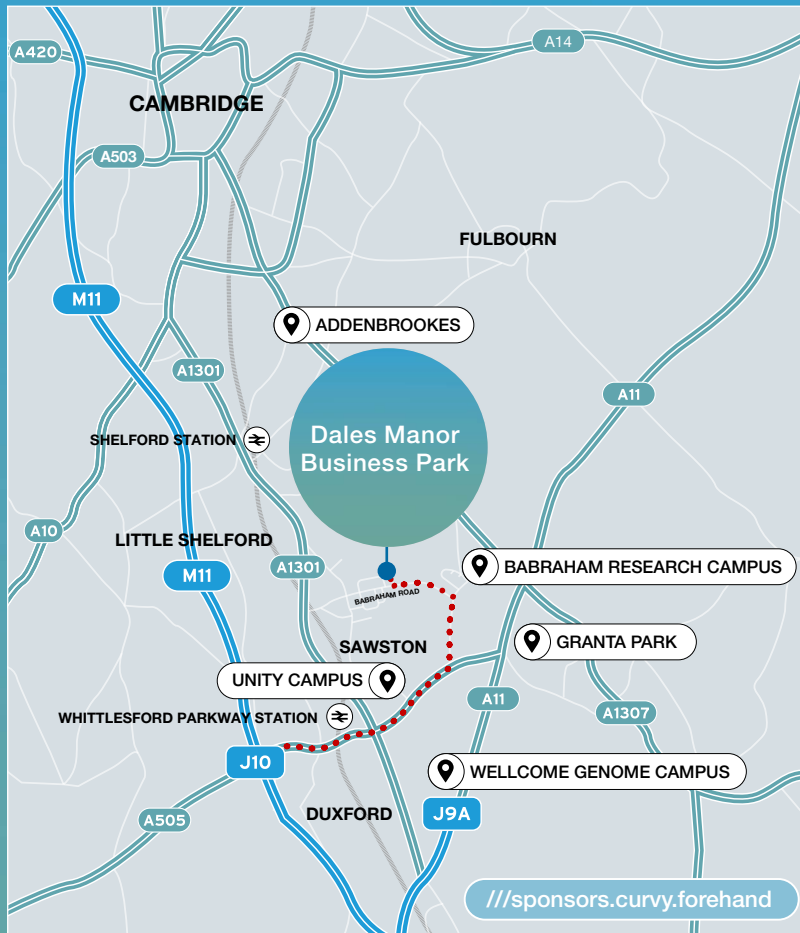 A420
A14
CAMBRIDGE
A503
FULBOURN
M11
ADDENBROOKES
A1301
A11
Dales Manor
Business Park
SHELFORD STATION
A10
LITTLE SHELFORD
M11
A1301
BABRAHAM RESEARCH CAMPUS
BABRAHAM ROAD
SAWSTON
GRANTA PARK
UNITY CAMPUS
A11
A1307
WHITTLESFORD PARKWAY STATION
J10
WELLCOME GENOME CAMPUS
A505
DUXFORD
J9A
///sponsors.curvy.forehand